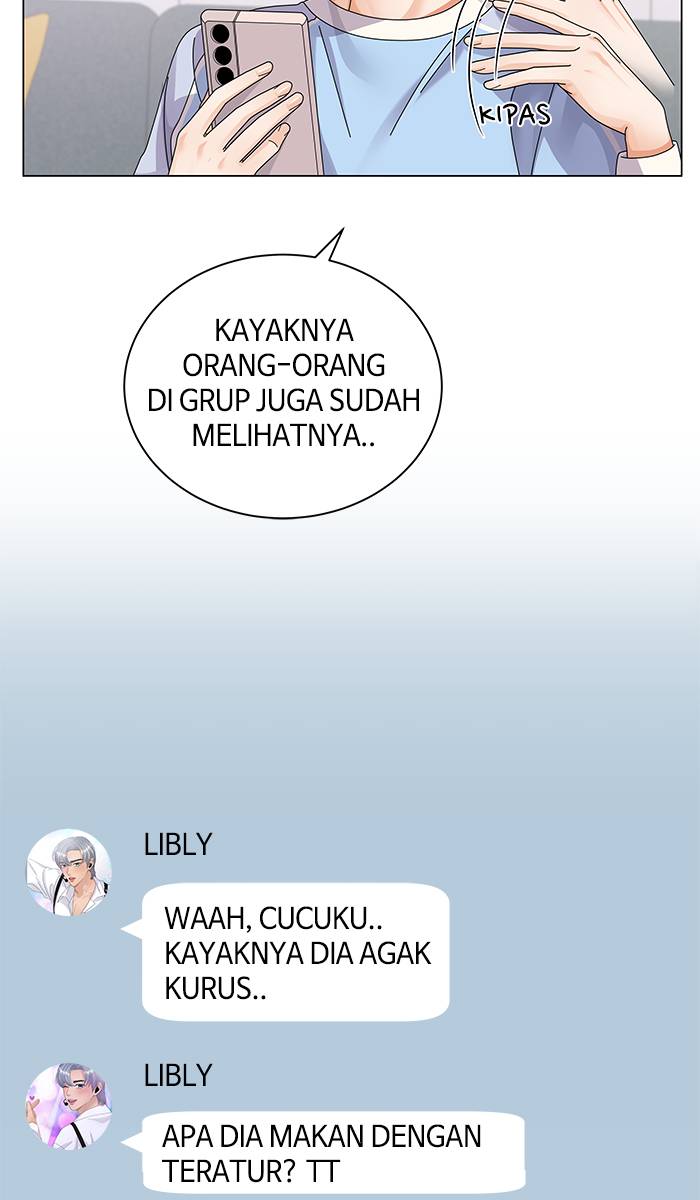 KIPAS
KAYAKNYA
ORANG-ORANG
DI GRUP JUGA SUDAH
MELIHATNYA..
LIBLY
WAAH, CUCUKU..
KAYAKNYA DIA AGAK
KURUS..
LIBLY
APA DIA MAKAN DENGAN
TERATUR? TT